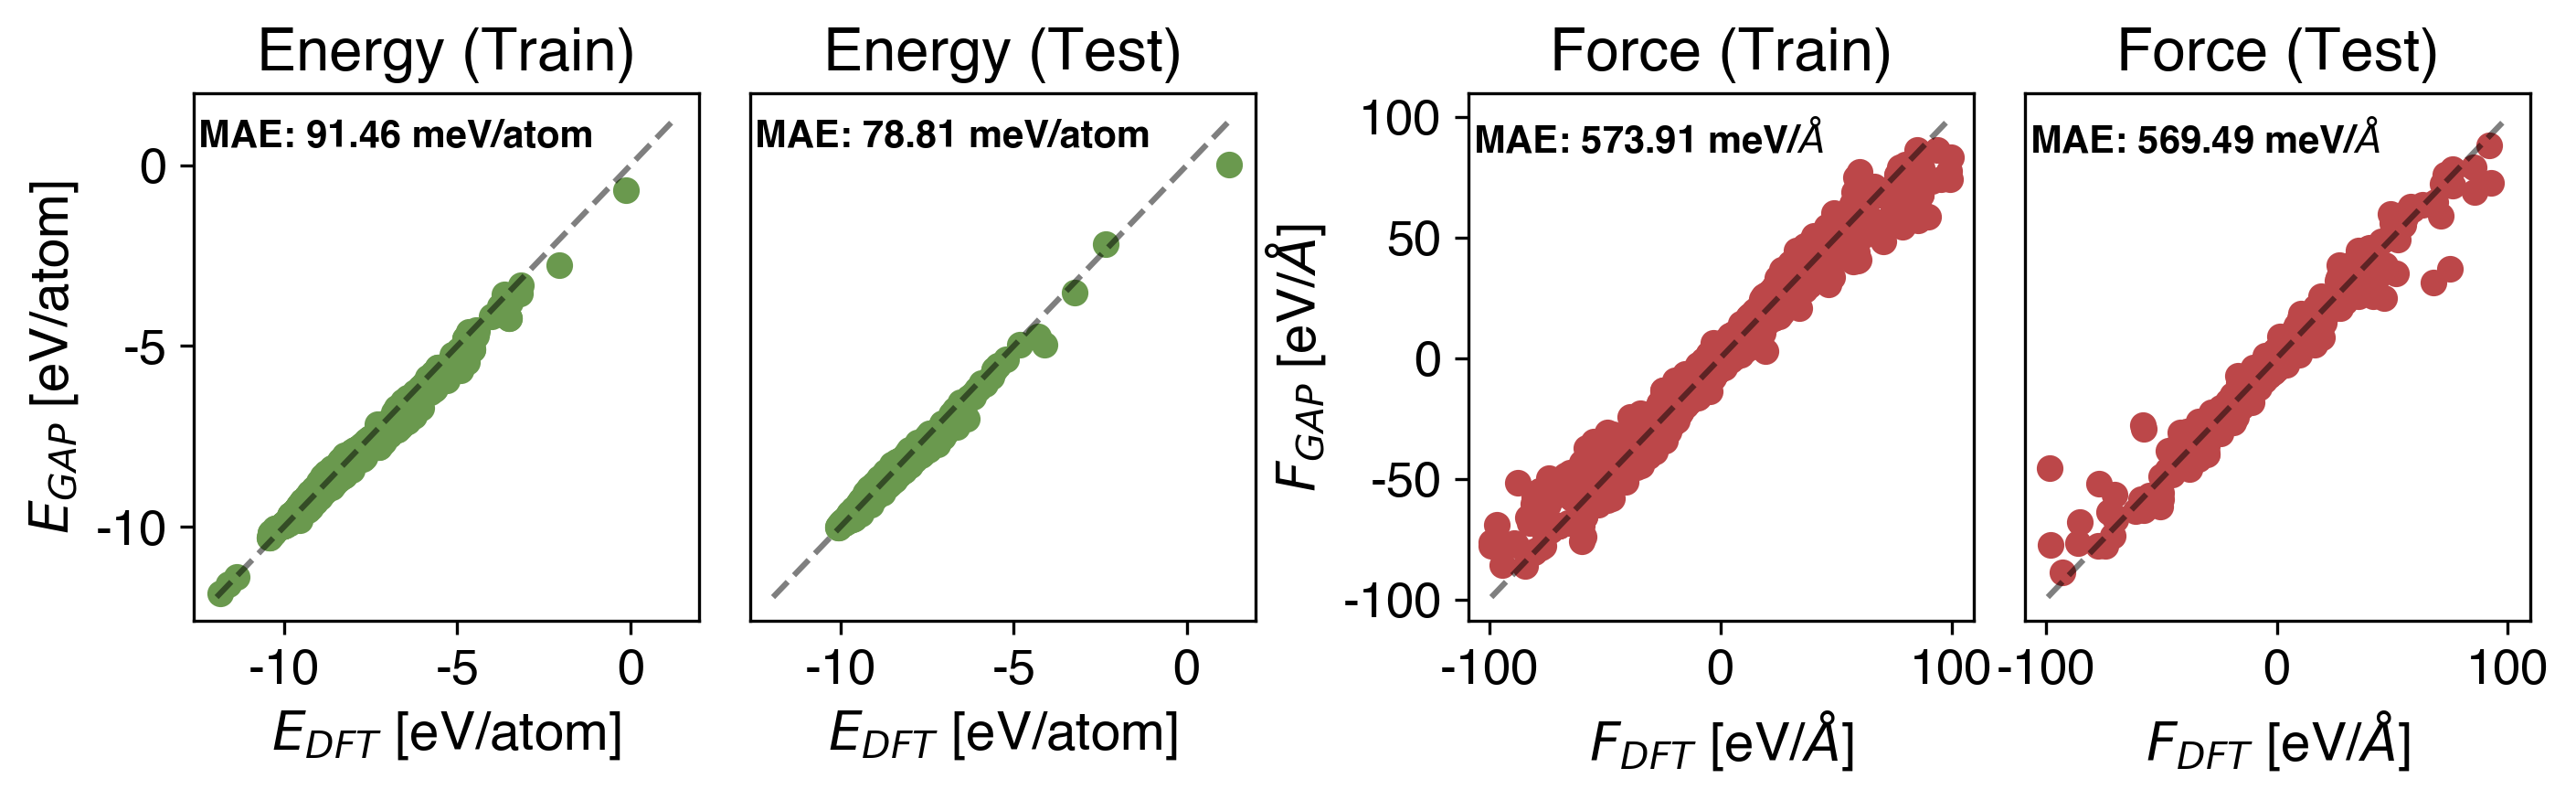 Energy (Train)
MAE: 91.46 meV/atom
E_GAP [eV/atom]
0
-5
-10
-10
-5
0
E_DFT [eV/atom]
Energy (Test)
MAE: 78.81 meV/atom
-10
-5
0
E_DFT [eV/atom]
Force (Train)
MAE: 573.91 meV/Å
F_GAP [eV/Å]
100
50
0
-50
-100
-100
0
100
F_DFT [eV/Å]
Force (Test)
MAE: 569.49 meV/Å
-100
0
100
F_DFT [eV/Å]